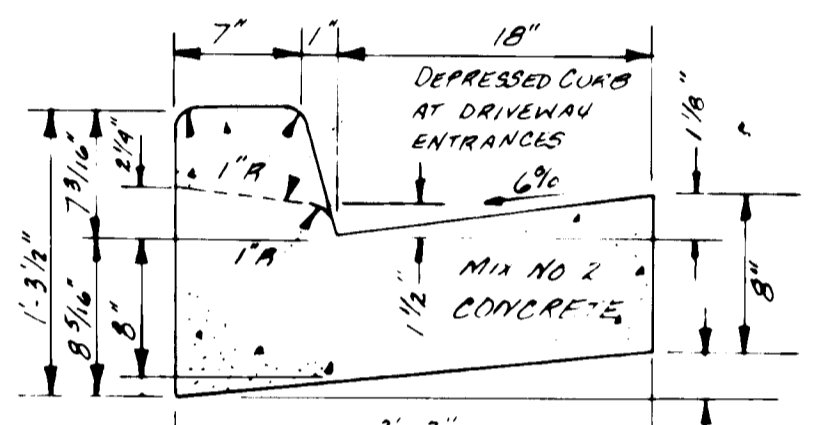 7" 1" 18"
DEPRESSED CURB
AT DRIVEWAY
ENTRANCES
6%
1 1/8"
2 1/4"
7 3/16"
1"R
1"R
1'-3 1/2"
8 5/16"
8"
1 1/2"
MIX NO 2
CONCRETE
8"